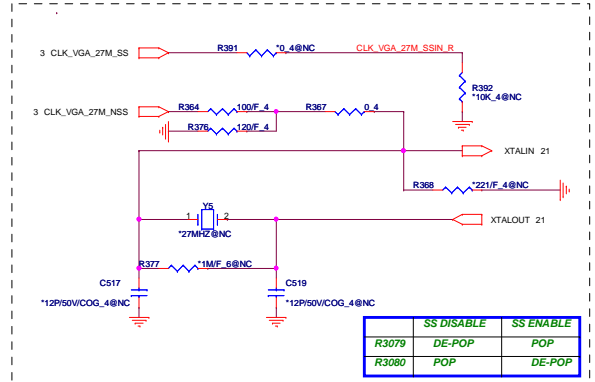 3 CLK_VGA_27M_SS
R391
*0_4@NC
CLK_VGA_27M_SSIN_R
R392
*10K_4@NC
3 CLK_VGA_27M_NSS
R364
100/F_4
R367
0_4
R376
120/F_4
XTALIN 21
R368
*221/F_4@NC
Y5
1
2
XTALOUT 21
*27MHZ@NC
R377
*1M/F_6@NC
C517
C519
*12P/50V/COG_4@NC
*12P/50V/COG_4@NC
SS DISABLE SS ENABLE
R3079 DE-POP POP
R3080 POP DE-POP